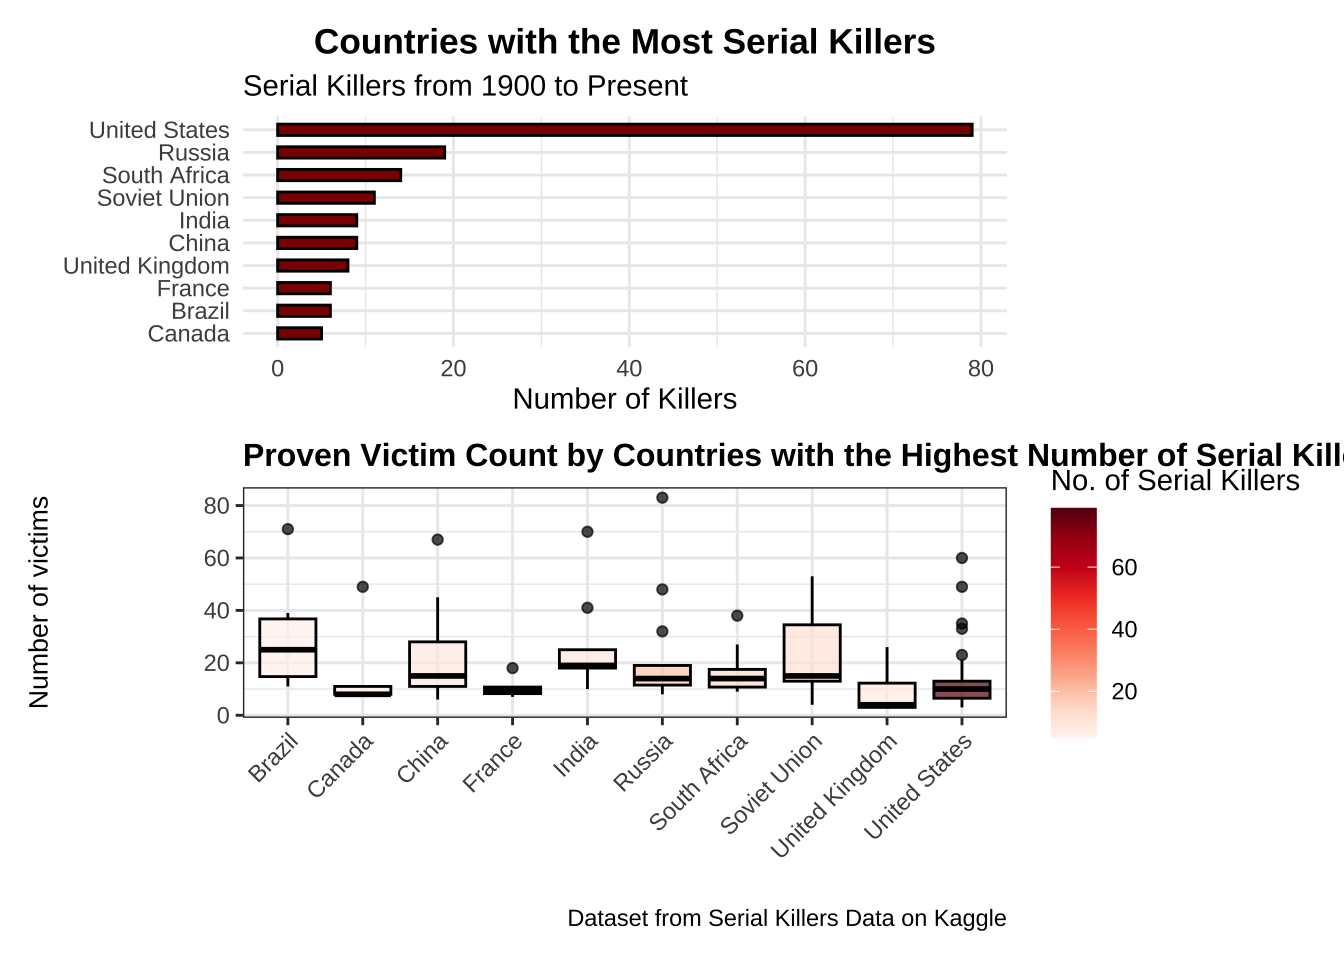 Countries with the Most Serial Killers
Serial Killers from 1900 to Present
United States
Russia
South Africa
Soviet Union
India
China
United Kingdom
France
Brazil
Canada
0 20 40 60 80
Number of Killers
Proven Victim Count by Countries with the Highest Number of Serial Kille
No. of Serial Killers
Number of victims
80
60
40
20
0
60
40
20
Brazil
Canada
China
France
India
Russia
South Africa
Soviet Union
United Kingdom
United States
Dataset from Serial Killers Data on Kaggle